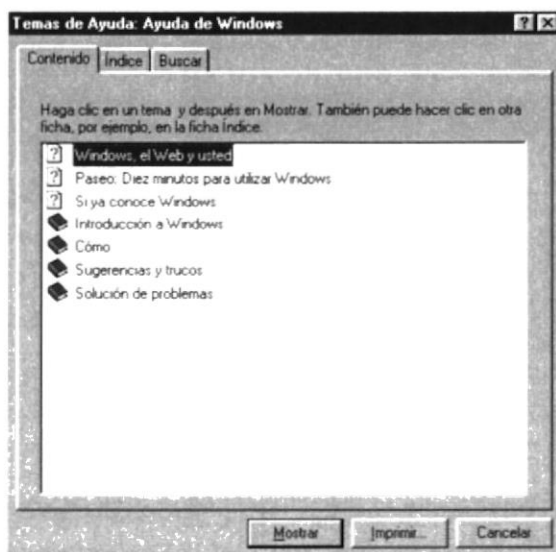 Temas de Ayuda: Ayuda de Windows
Contenido Índice Buscar
Haga clic en un tema y después en Mostrar. También puede hacer clic en otra
ficha, por ejemplo, en la ficha Índice.
Windows, el Web y usted
Paseo: Diez minutos para utilizar Windows
Si ya conoce Windows
Introducción a Windows
Cómo
Sugerencias y trucos
Solución de problemas
Mostrar Imprimir... Cancelar